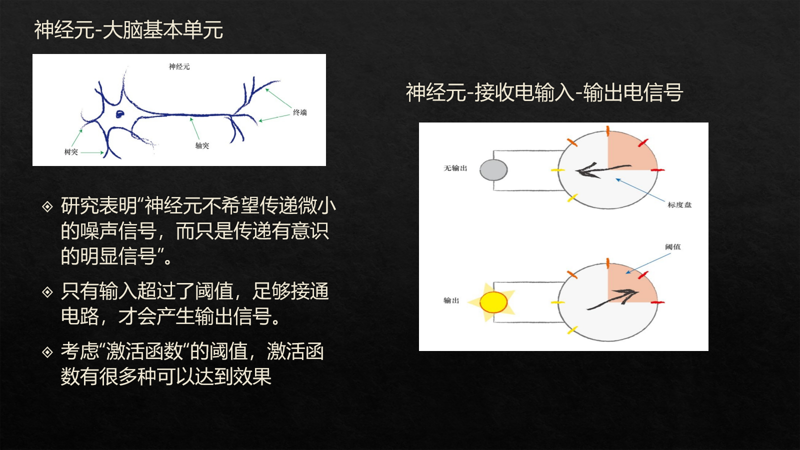 神经元-大脑基本单元
神经元
终端
树突
轴突
研究表明“神经元不希望传递微小
的噪声信号，而只是传递有意识
的明显信号”。
只有输入超过了阈值，足够接通
电路，才会产生输出信号。
考虑“激活函数“的阈值，激活函
数有很多种可以达到效果
神经元-接收电输入-输出电信号
无输出
标度盘
阈值
输出